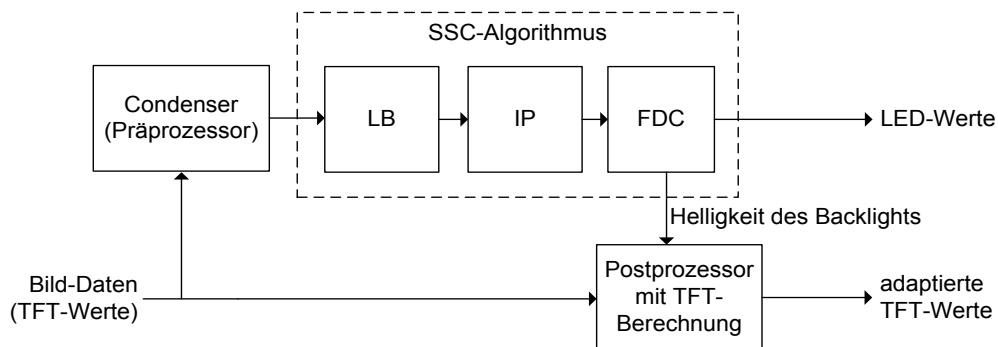 SSC-Algorithmus
Condenser
(Präprozessor)
LB
IP
FDC
LED-Werte
Helligkeit des Backlights
Bild-Daten
(TFT-Werte)
Postprozessor
mit TFT-
Berechnung
adaptierte
TFT-Werte